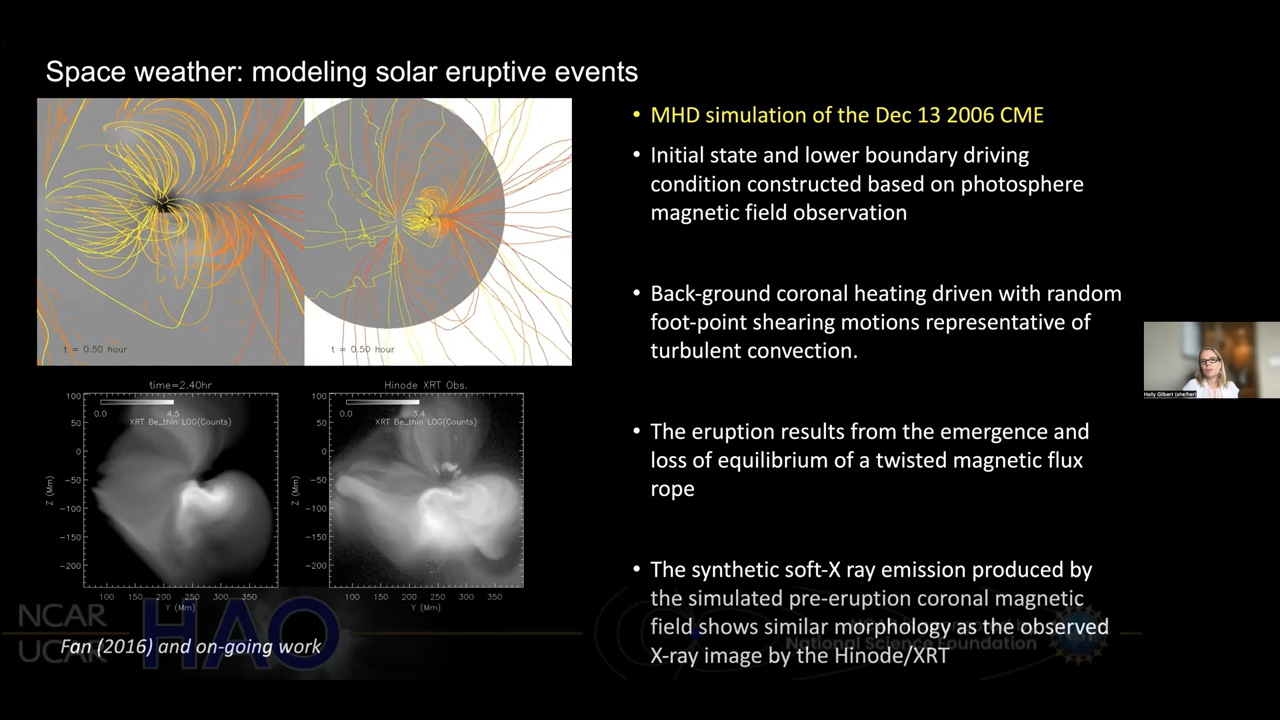 Space weather: modeling solar eruptive events
t = 0.50 hour
t = 0.50 hour
• MHD simulation of the Dec 13 2006 CME
• Initial state and lower boundary driving
condition constructed based on photosphere
magnetic field observation
• Back-ground coronal heating driven with random
foot-point shearing motions representative of
turbulent convection.
• The eruption results from the emergence and
loss of equilibrium of a twisted magnetic flux
rope
• The synthetic soft-X ray emission produced by
the simulated pre-eruption coronal magnetic
field shows similar morphology as the observed
X-ray image by the Hinode/XRT
time=2.40hr
0.0 4.5
XRT Be_thin LOG(Counts)
100
50
0
-50
-100
-150
-200
Z (Mm)
100 150 200 250 300 350
Y (Mm)
Hinode XRT Obs.
0.0 3.4
XRT Be_thin LOG(Counts)
100
50
0
-50
-100
-150
-200
Z (Mm)
100 150 200 250 300 350
Y (Mm)
NCAR
UCAR
HAO
Fan (2016) and on-going work
National Science Foundation
Holly Gilbert (she/her)